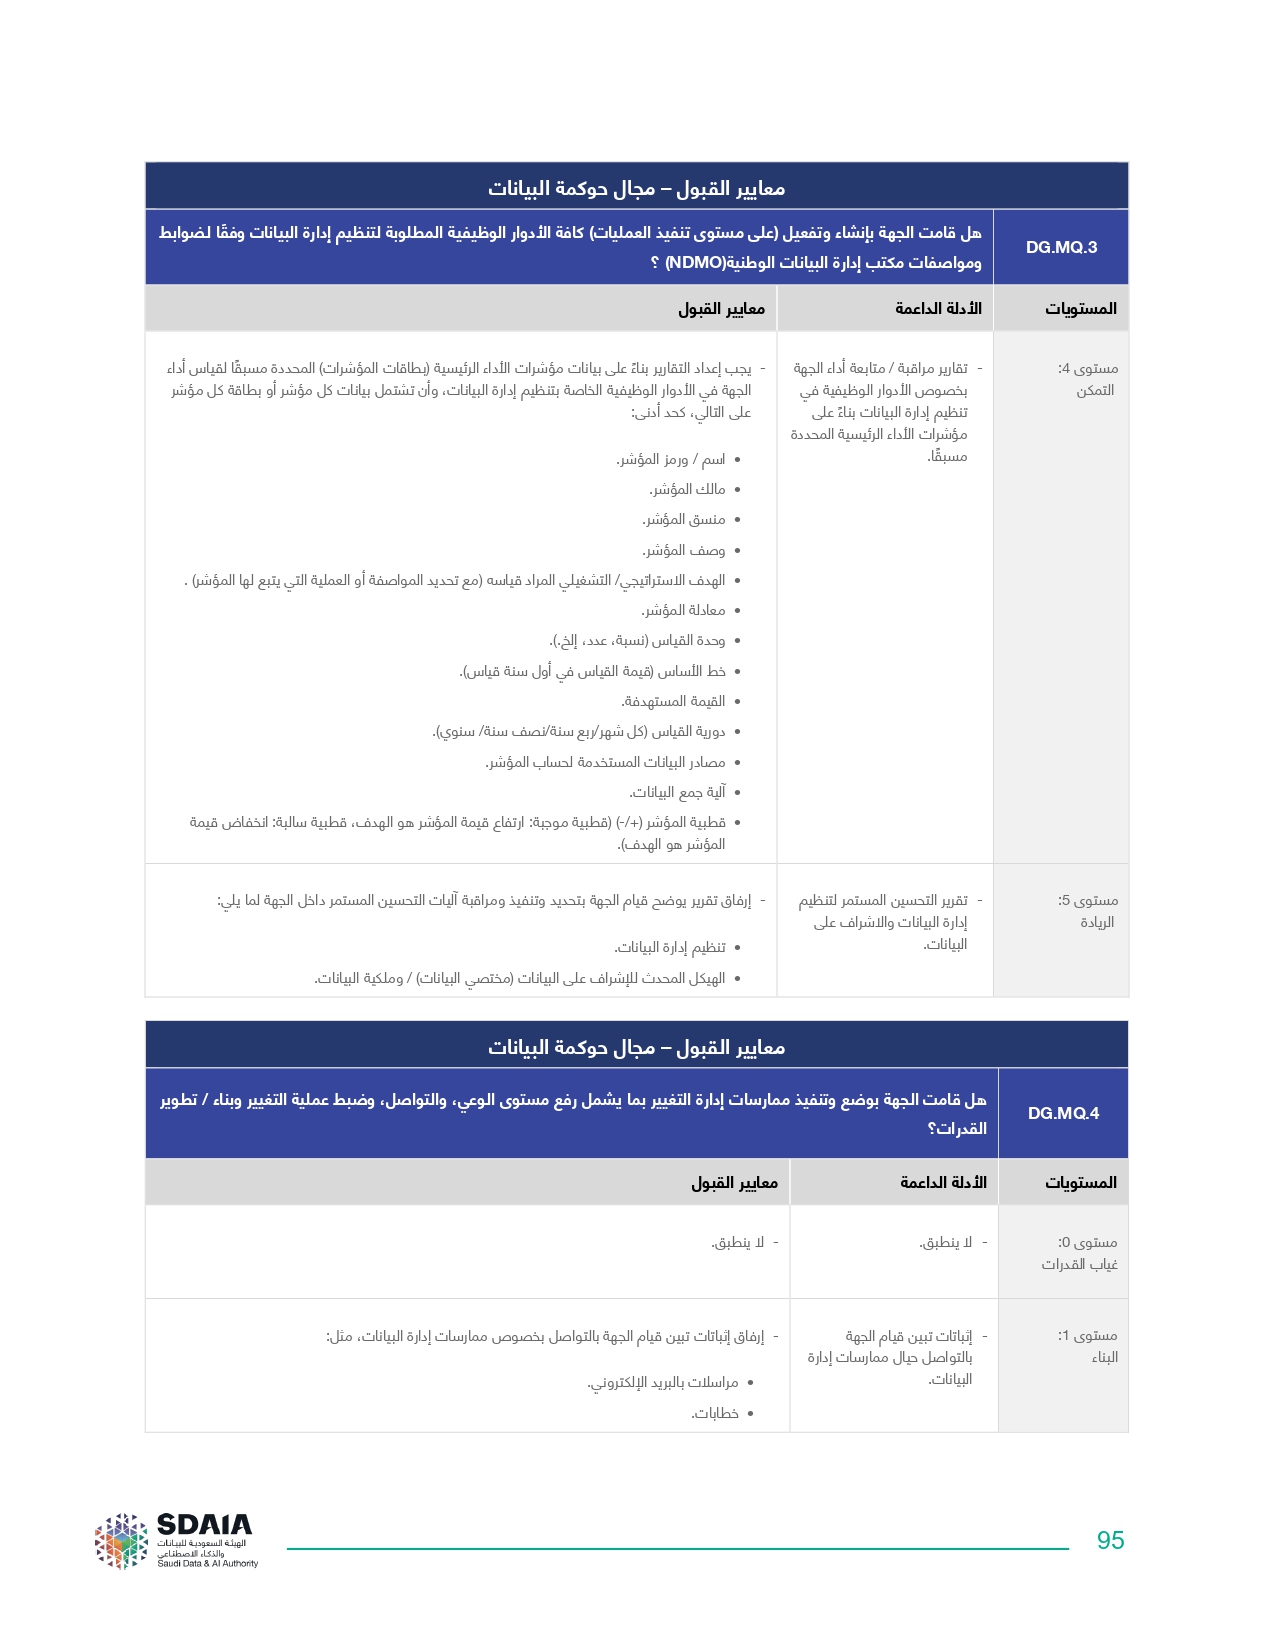 معايير القبول – مجال حوكمة البيانات
DG.MQ.3
هل قامت الجهة بإنشاء وتفعيل (على مستوى تنفيذ العمليات) كافة الأدوار الوظيفية المطلوبة لتنظيم إدارة البيانات وفقًا لضوابط
ومواصفات مكتب إدارة البيانات الوطنية(NDMO) ؟
المستويات
الأدلة الداعمة
معايير القبول
مستوى 4:
التمكن
- تقارير مراقبة / متابعة أداء الجهة
بخصوص الأدوار الوظيفية في
تنظيم إدارة البيانات بناءً على
مؤشرات الأداء الرئيسية المحددة
مسبقًا.
- يجب إعداد التقارير بناءً على بيانات مؤشرات الأداء الرئيسية (بطاقات المؤشرات) المحددة مسبقًا لقياس أداء
الجهة في الأدوار الوظيفية الخاصة بتنظيم إدارة البيانات، وأن تشتمل بيانات كل مؤشر أو بطاقة كل مؤشر
على التالي، كحد أدنى:
• اسم / ورمز المؤشر.
• مالك المؤشر.
• منسق المؤشر.
• وصف المؤشر.
• الهدف الاستراتيجي/ التشغيلي المراد قياسه (مع تحديد المواصفة أو العملية التي يتبع لها المؤشر) .
• معادلة المؤشر.
• وحدة القياس (نسبة، عدد، إلخ.).
• خط الأساس (قيمة القياس في أول سنة قياس).
• القيمة المستهدفة.
• دورية القياس (كل شهر/ربع سنة/نصف سنة/ سنوي).
• مصادر البيانات المستخدمة لحساب المؤشر.
• آلية جمع البيانات.
• قطبية المؤشر (+/-) (قطبية موجبة: ارتفاع قيمة المؤشر هو الهدف، قطبية سالبة: انخفاض قيمة
المؤشر هو الهدف).
مستوى 5:
الريادة
- تقرير التحسين المستمر لتنظيم
إدارة البيانات والاشراف على
البيانات.
- إرفاق تقرير يوضح قيام الجهة بتحديد وتنفيذ ومراقبة آليات التحسين المستمر داخل الجهة لما يلي:
• تنظيم إدارة البيانات.
• الهيكل المحدث للإشراف على البيانات (مختصي البيانات) / وملكية البيانات.
معايير القبول – مجال حوكمة البيانات
DG.MQ.4
هل قامت الجهة بوضع وتنفيذ ممارسات إدارة التغيير بما يشمل رفع مستوى الوعي، والتواصل، وضبط عملية التغيير وبناء / تطوير
القدرات؟
المستويات
الأدلة الداعمة
معايير القبول
مستوى 0:
غياب القدرات
- لا ينطبق.
- لا ينطبق.
مستوى 1:
البناء
- إثباتات تبين قيام الجهة
بالتواصل حيال ممارسات إدارة
البيانات.
- إرفاق إثباتات تبين قيام الجهة بالتواصل بخصوص ممارسات إدارة البيانات، مثل:
• مراسلات بالبريد الإلكتروني.
• خطابات.
SDAIA
الهيئة السعودية للبيانات
والذكاء الاصطناعي
Saudi Data & AI Authority
95